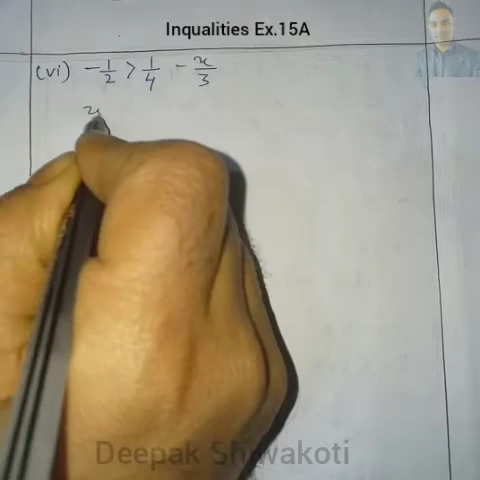 Inqualities Ex.15A
(vi) -1/2 > 1/4 - x/3
x
Deepak Shiwakoti